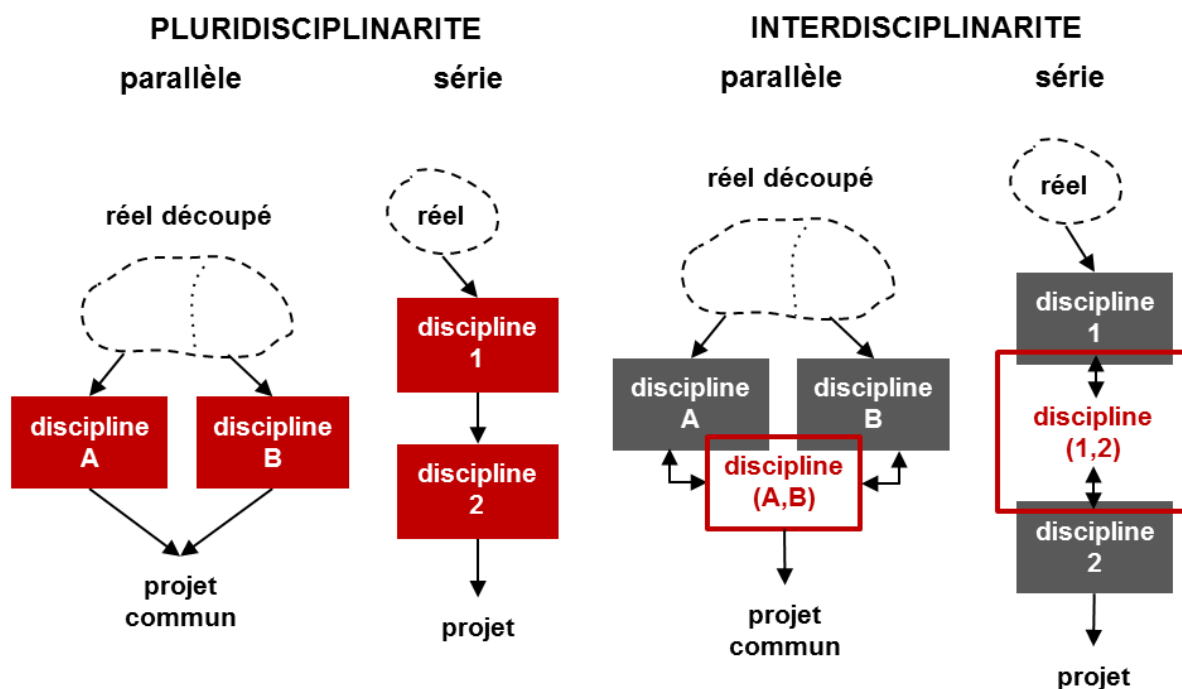 PLURIDISCIPLINARITE
parallèle
série
réel découpé
réel
discipline
A
discipline
B
projet
commun
discipline
1
discipline
2
projet
INTERDISCIPLINARITE
parallèle
série
réel découpé
réel
discipline
A
discipline
B
discipline
(A,B)
projet
commun
discipline
1
discipline
(1,2)
discipline
2
projet